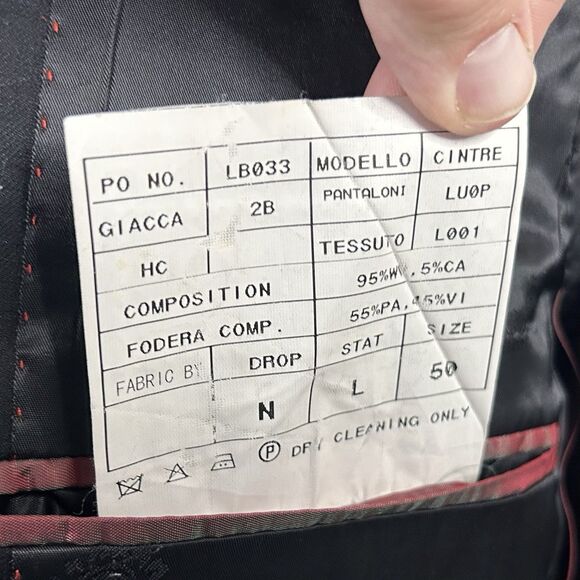 PO NO. LB033 MODELLO CINTRE
GIACCA 2B PANTALONI LU0P
HC TESSUTO L001
COMPOSITION 95%WV,5%CA
FODERA COMP. 55%PA,45%VI
FABRIC BY DROP STAT SIZE
N L 50
P DRY CLEANING ONLY